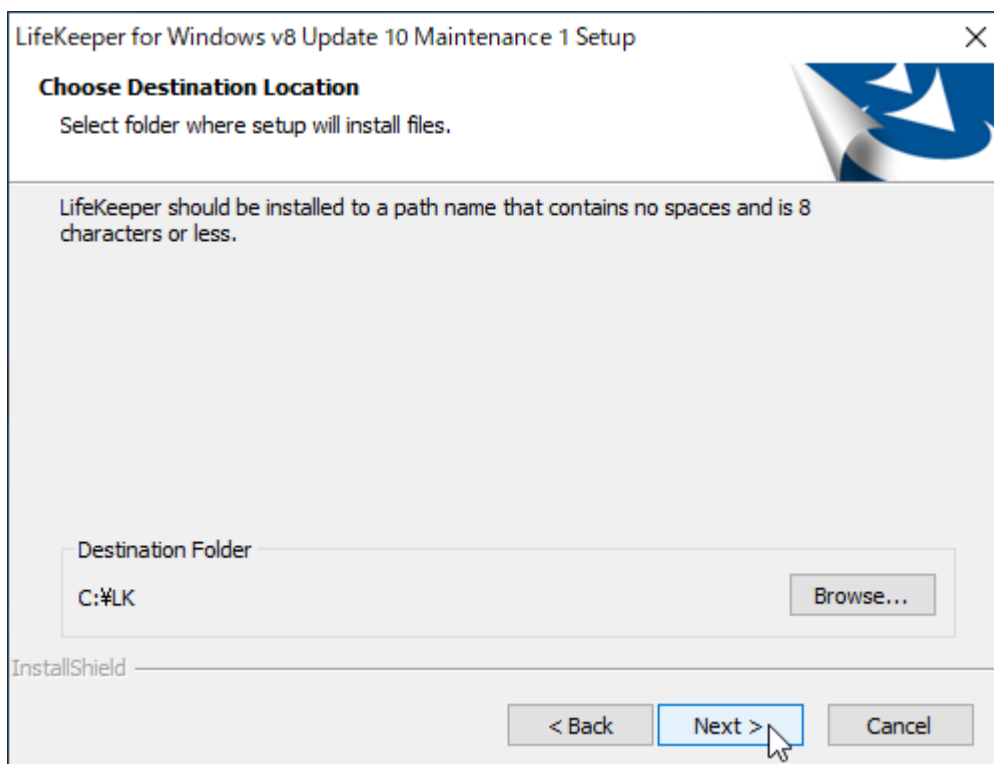 LifeKeeper for Windows v8 Update 10 Maintenance 1 Setup
Choose Destination Location
Select folder where setup will install files.
LifeKeeper should be installed to a path name that contains no spaces and is 8
characters or less.
Destination Folder
C:¥LK
Browse...
InstallShield
< Back
Next >
Cancel